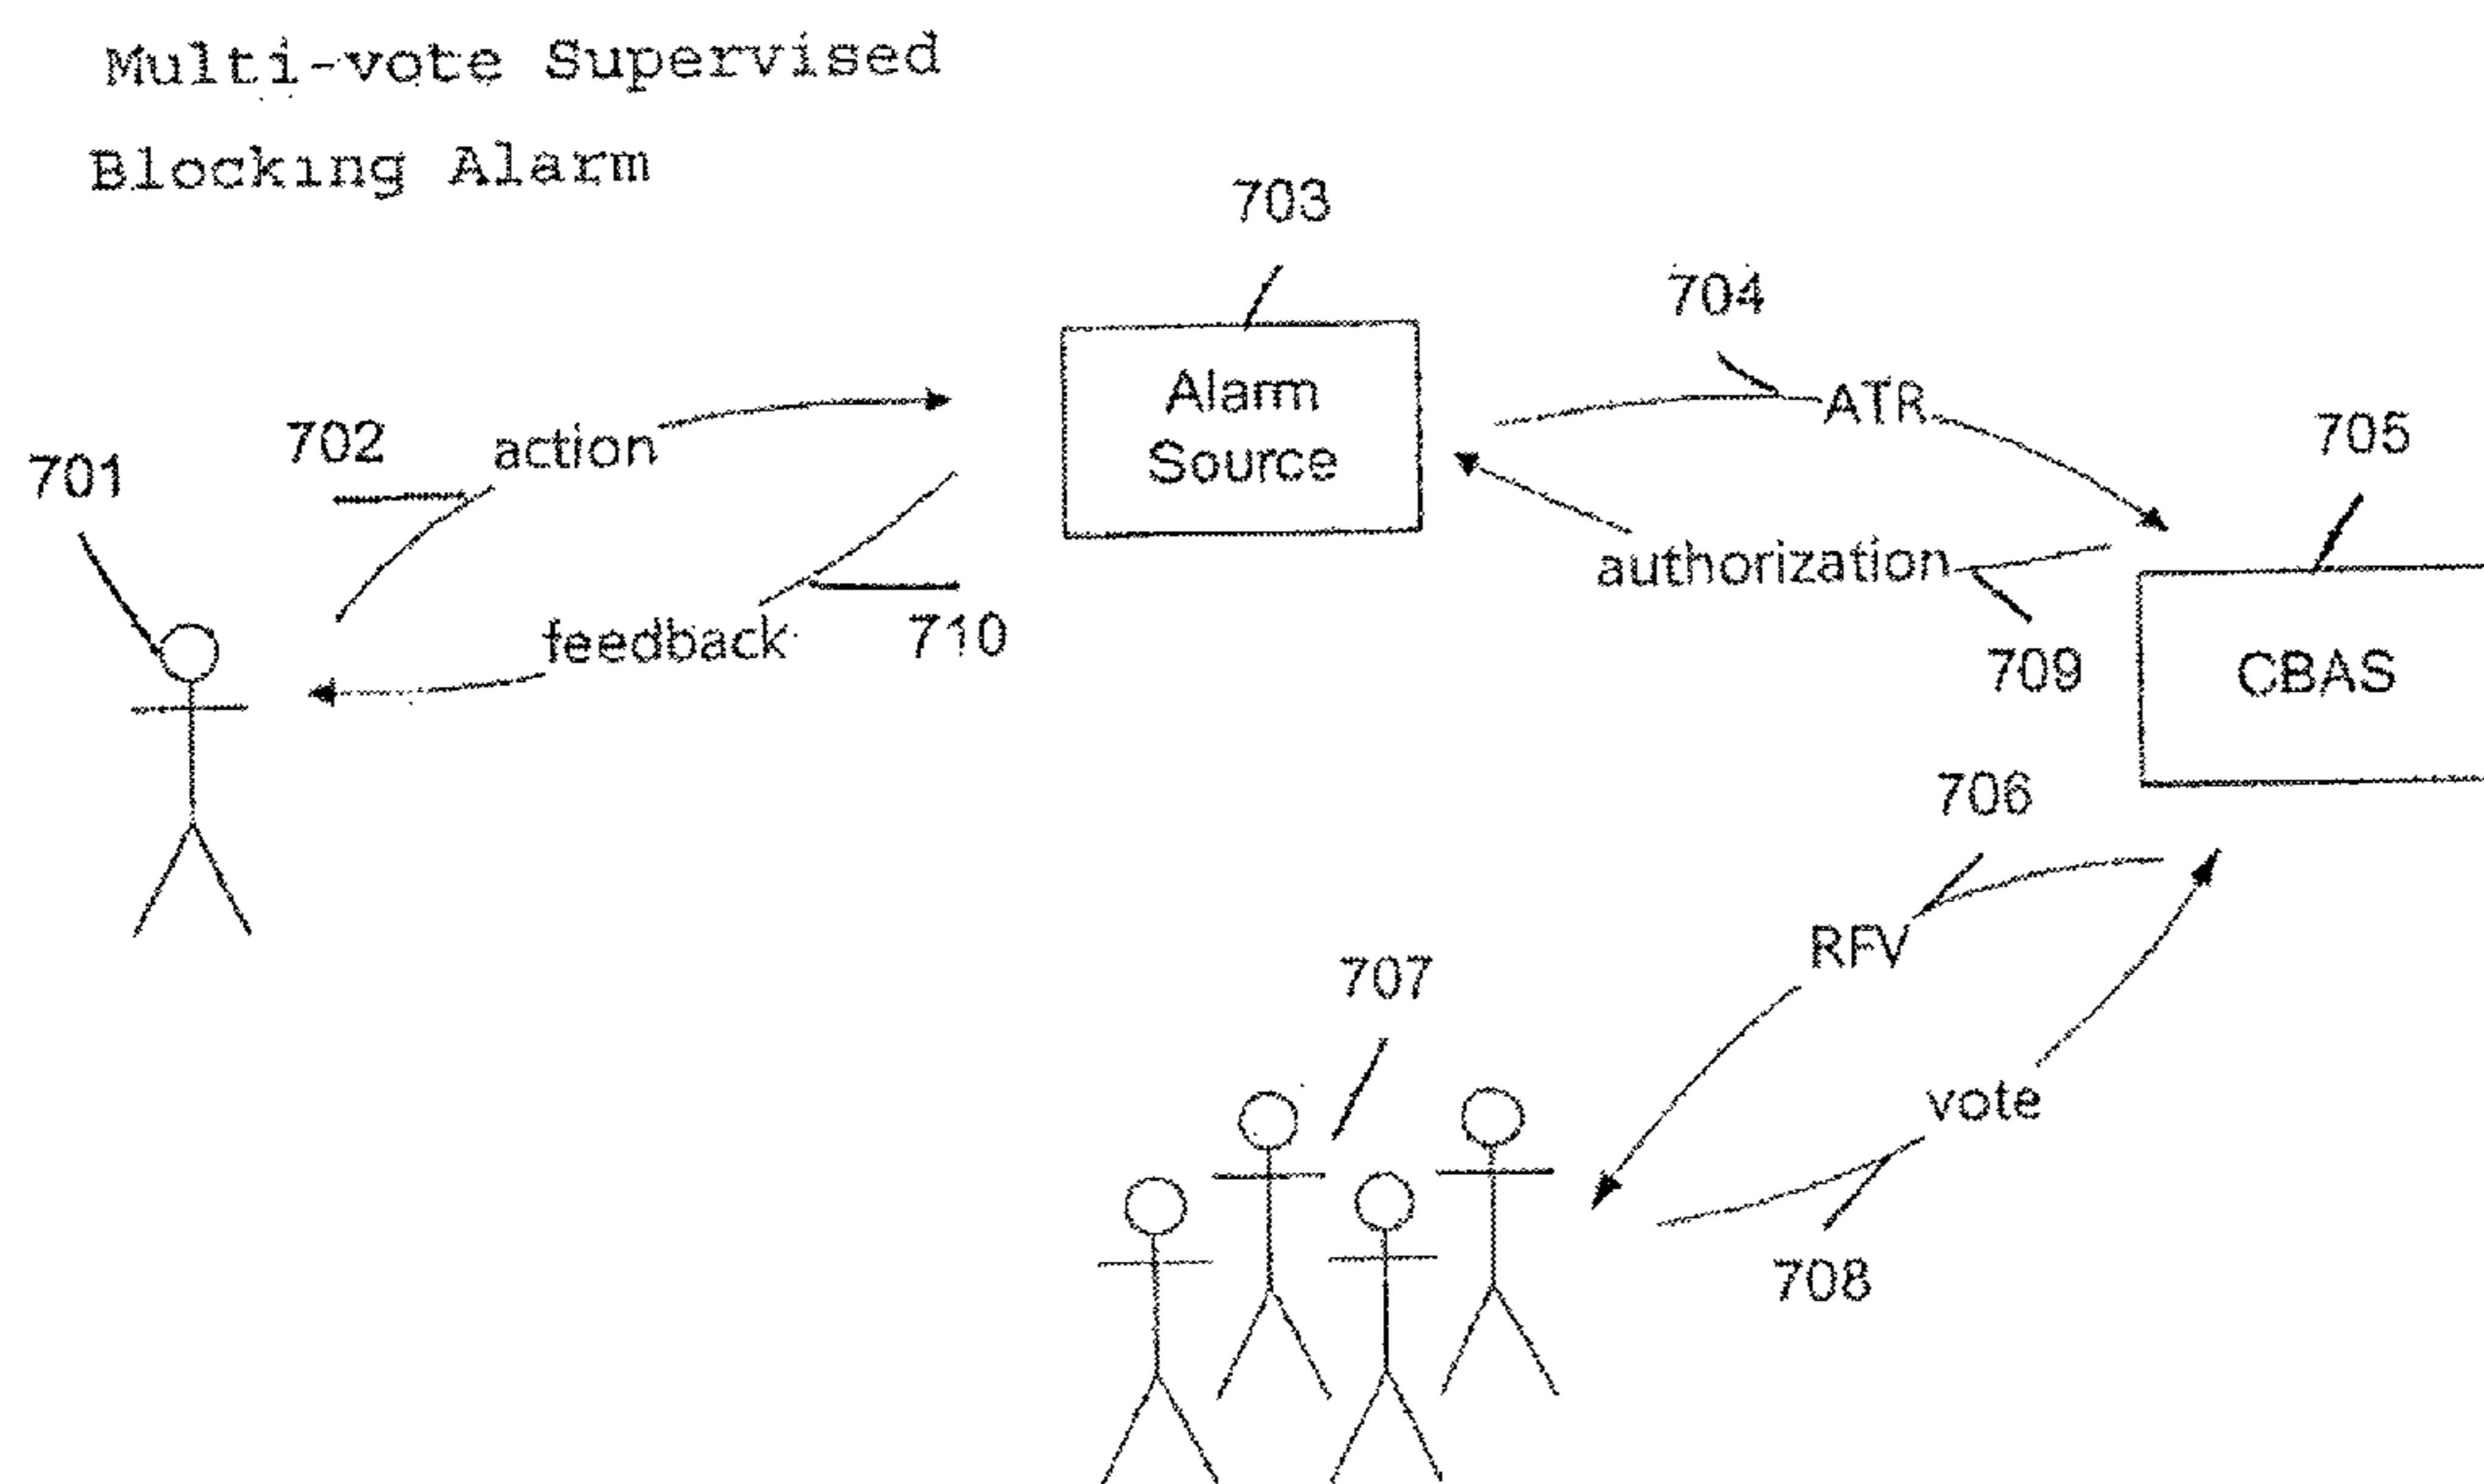 Multi-vote Supervised
Blocking Alarm
703
704
Alarm
Source
ATR
705
702
action
701
authorization
feedback
710
709
CBAS
706
RFV
707
vote
708